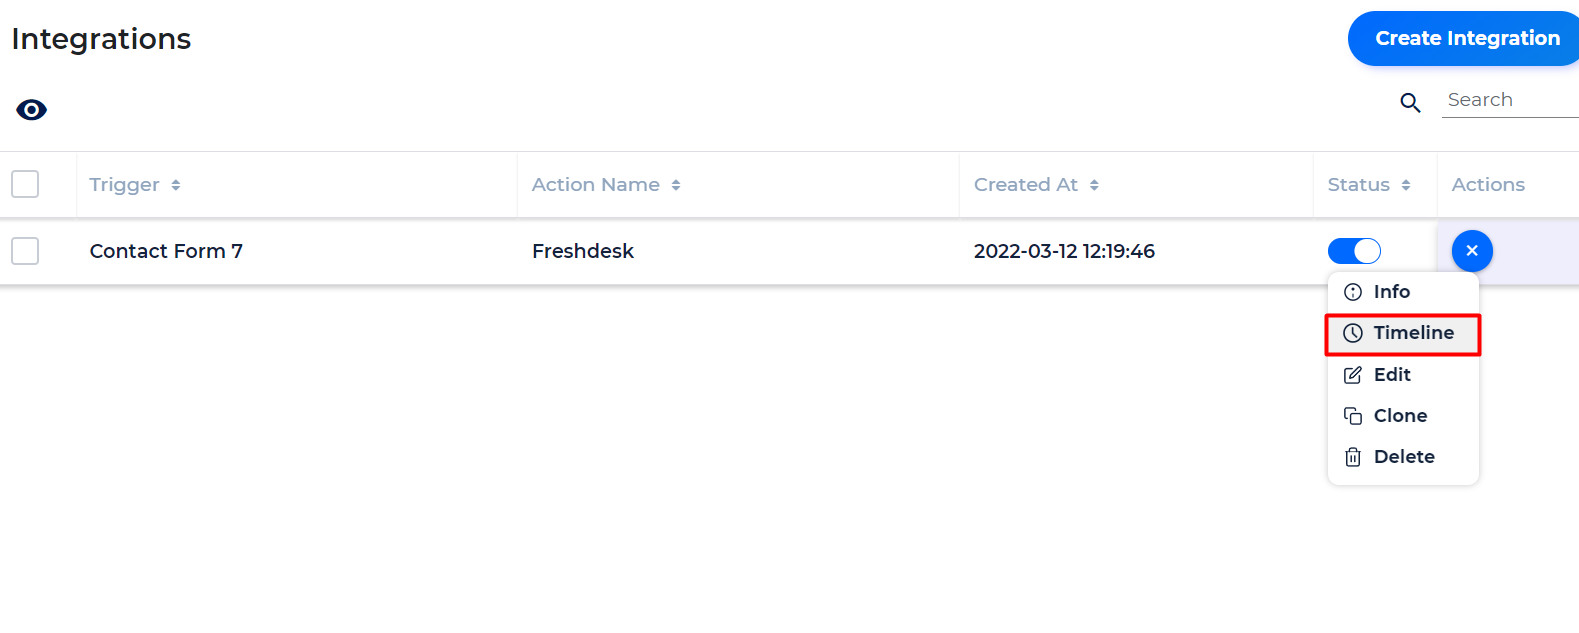 Integrations
Create Integration
Search
Trigger Action Name Created At Status Actions
Contact Form 7 Freshdesk 2022-03-12 12:19:46
Info
Timeline
Edit
Clone
Delete